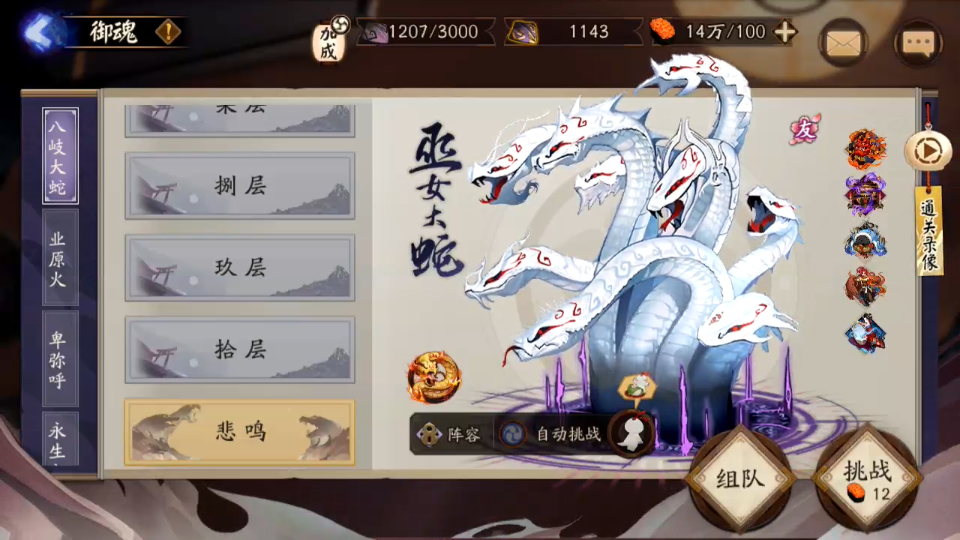 御魂
加成
1207/3000
1143
14万/100
八岐大蛇
业原火
卑弥呼
永生
柒层
捌层
玖层
拾层
悲鸣
巫女大蛇
友
通关录像
阵容
自动挑战
组队
挑战
12